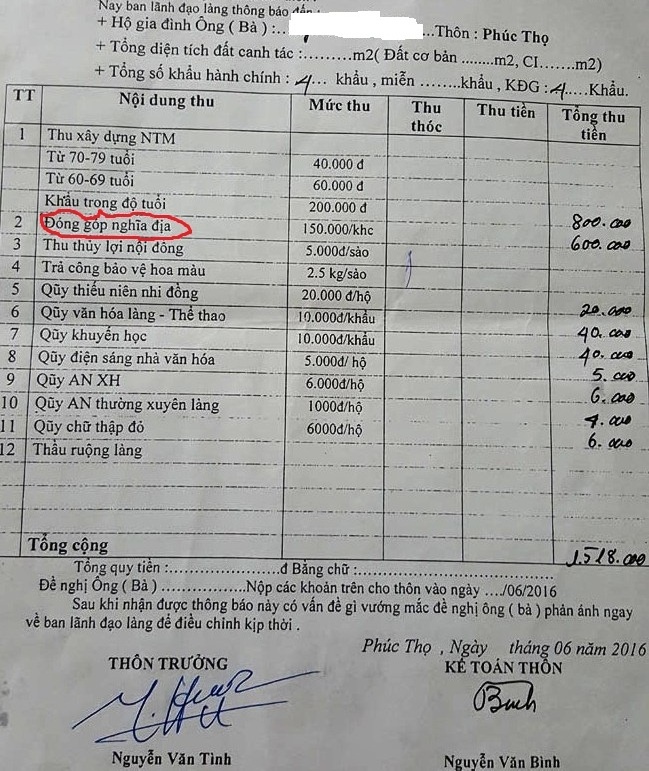 Nay ban lãnh đạo làng thông báo đến :
+ Hộ gia đình Ông ( Bà ) :.. ....Thôn : Phúc Thọ
+ Tổng diện tích đất canh tác :.........m2( Đất cơ bản ........m2, CI.......m2)
+ Tổng số khẩu hành chính : 4... khẩu , miễn ........khẩu , KĐG : 4.....Khẩu.
TT Nội dung thu Mức thu Thu thóc Thu tiền Tổng thu tiền
1 Thu xây dựng NTM
Từ 70-79 tuổi 40.000 đ
Từ 60-69 tuổi 60.000 đ
Khẩu trong độ tuổi 200.000 đ 800.000
2 Đóng góp nghĩa địa 150.000/khc 600.000
3 Thu thủy lợi nội đồng 5.000đ/sào
4 Trả công bảo vệ hoa màu 2.5 kg/sào
5 Qũy thiếu niên nhi đồng 20.000 đ/hộ 20.000
6 Qũy văn hóa làng - Thể thao 10.000đ/khẩu 40.000
7 Qũy khuyến học 10.000đ/khẩu 40.000
8 Qũy điện sáng nhà văn hóa 5.000đ/ hộ 5.000
9 Qũy AN XH 6.000đ/hộ 6.000
10 Qũy AN thường xuyên làng 1000đ/hộ
11 Qũy chữ thập đỏ 6000đ/hộ 6.000
12 Thầu ruộng làng
Tổng cộng 1.518.000
Tổng quy tiền :.......................đ Bằng chữ :..........................................
Đề nghị Ông ( Bà ) ..................Nộp các khoản trên cho thôn vào ngày ..../06/2016
Sau khi nhận được thông báo này có vấn đề gì vướng mắc đề nghị ông ( bà ) phản ánh ngay
về ban lãnh đạo làng để điều chỉnh kịp thời .
Phúc Thọ , Ngày tháng 06 năm 2016
THÔN TRƯỞNG KẾ TOÁN THÔN
Nguyễn Văn Tình Nguyễn Văn Bình